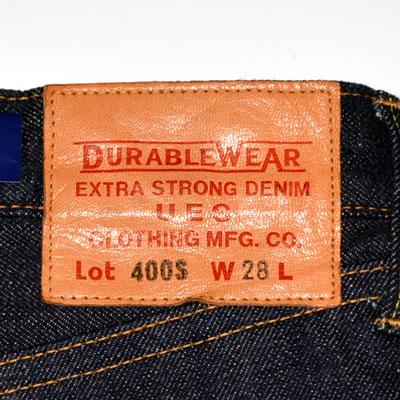 DURABLEWEAR
EXTRA STRONG DENIM
UES
CLOTHING MFG. CO.
Lot 400S W 28 L